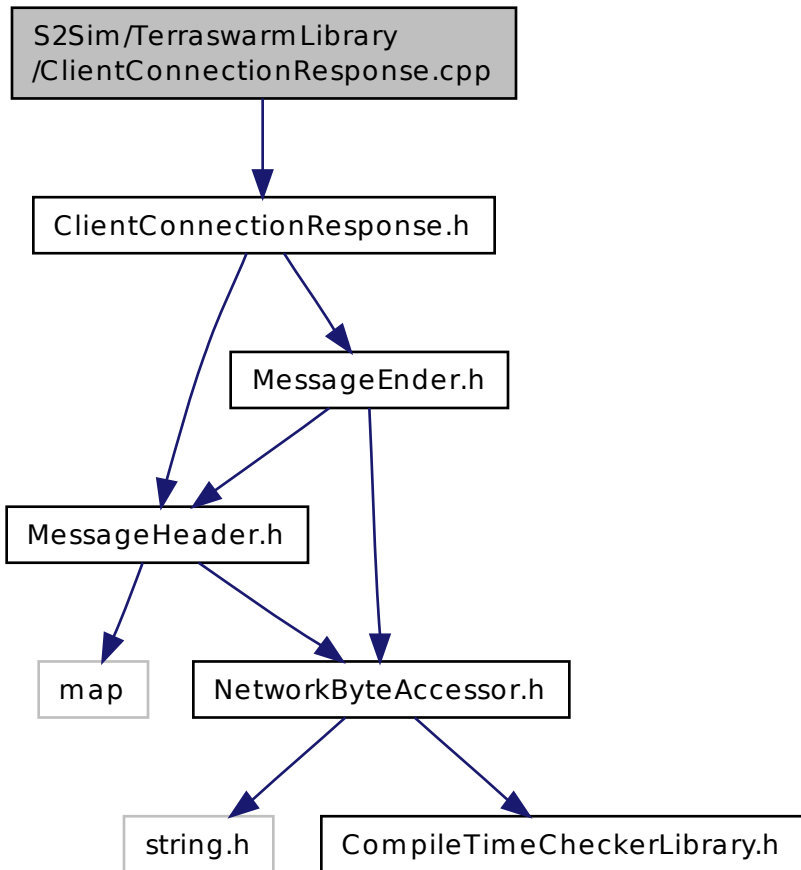 S2Sim/TerraswarmLibrary
/ClientConnectionResponse.cpp
ClientConnectionResponse.h
MessageEnder.h
MessageHeader.h
map
NetworkByteAccessor.h
string.h
CompileTimeCheckerLibrary.h